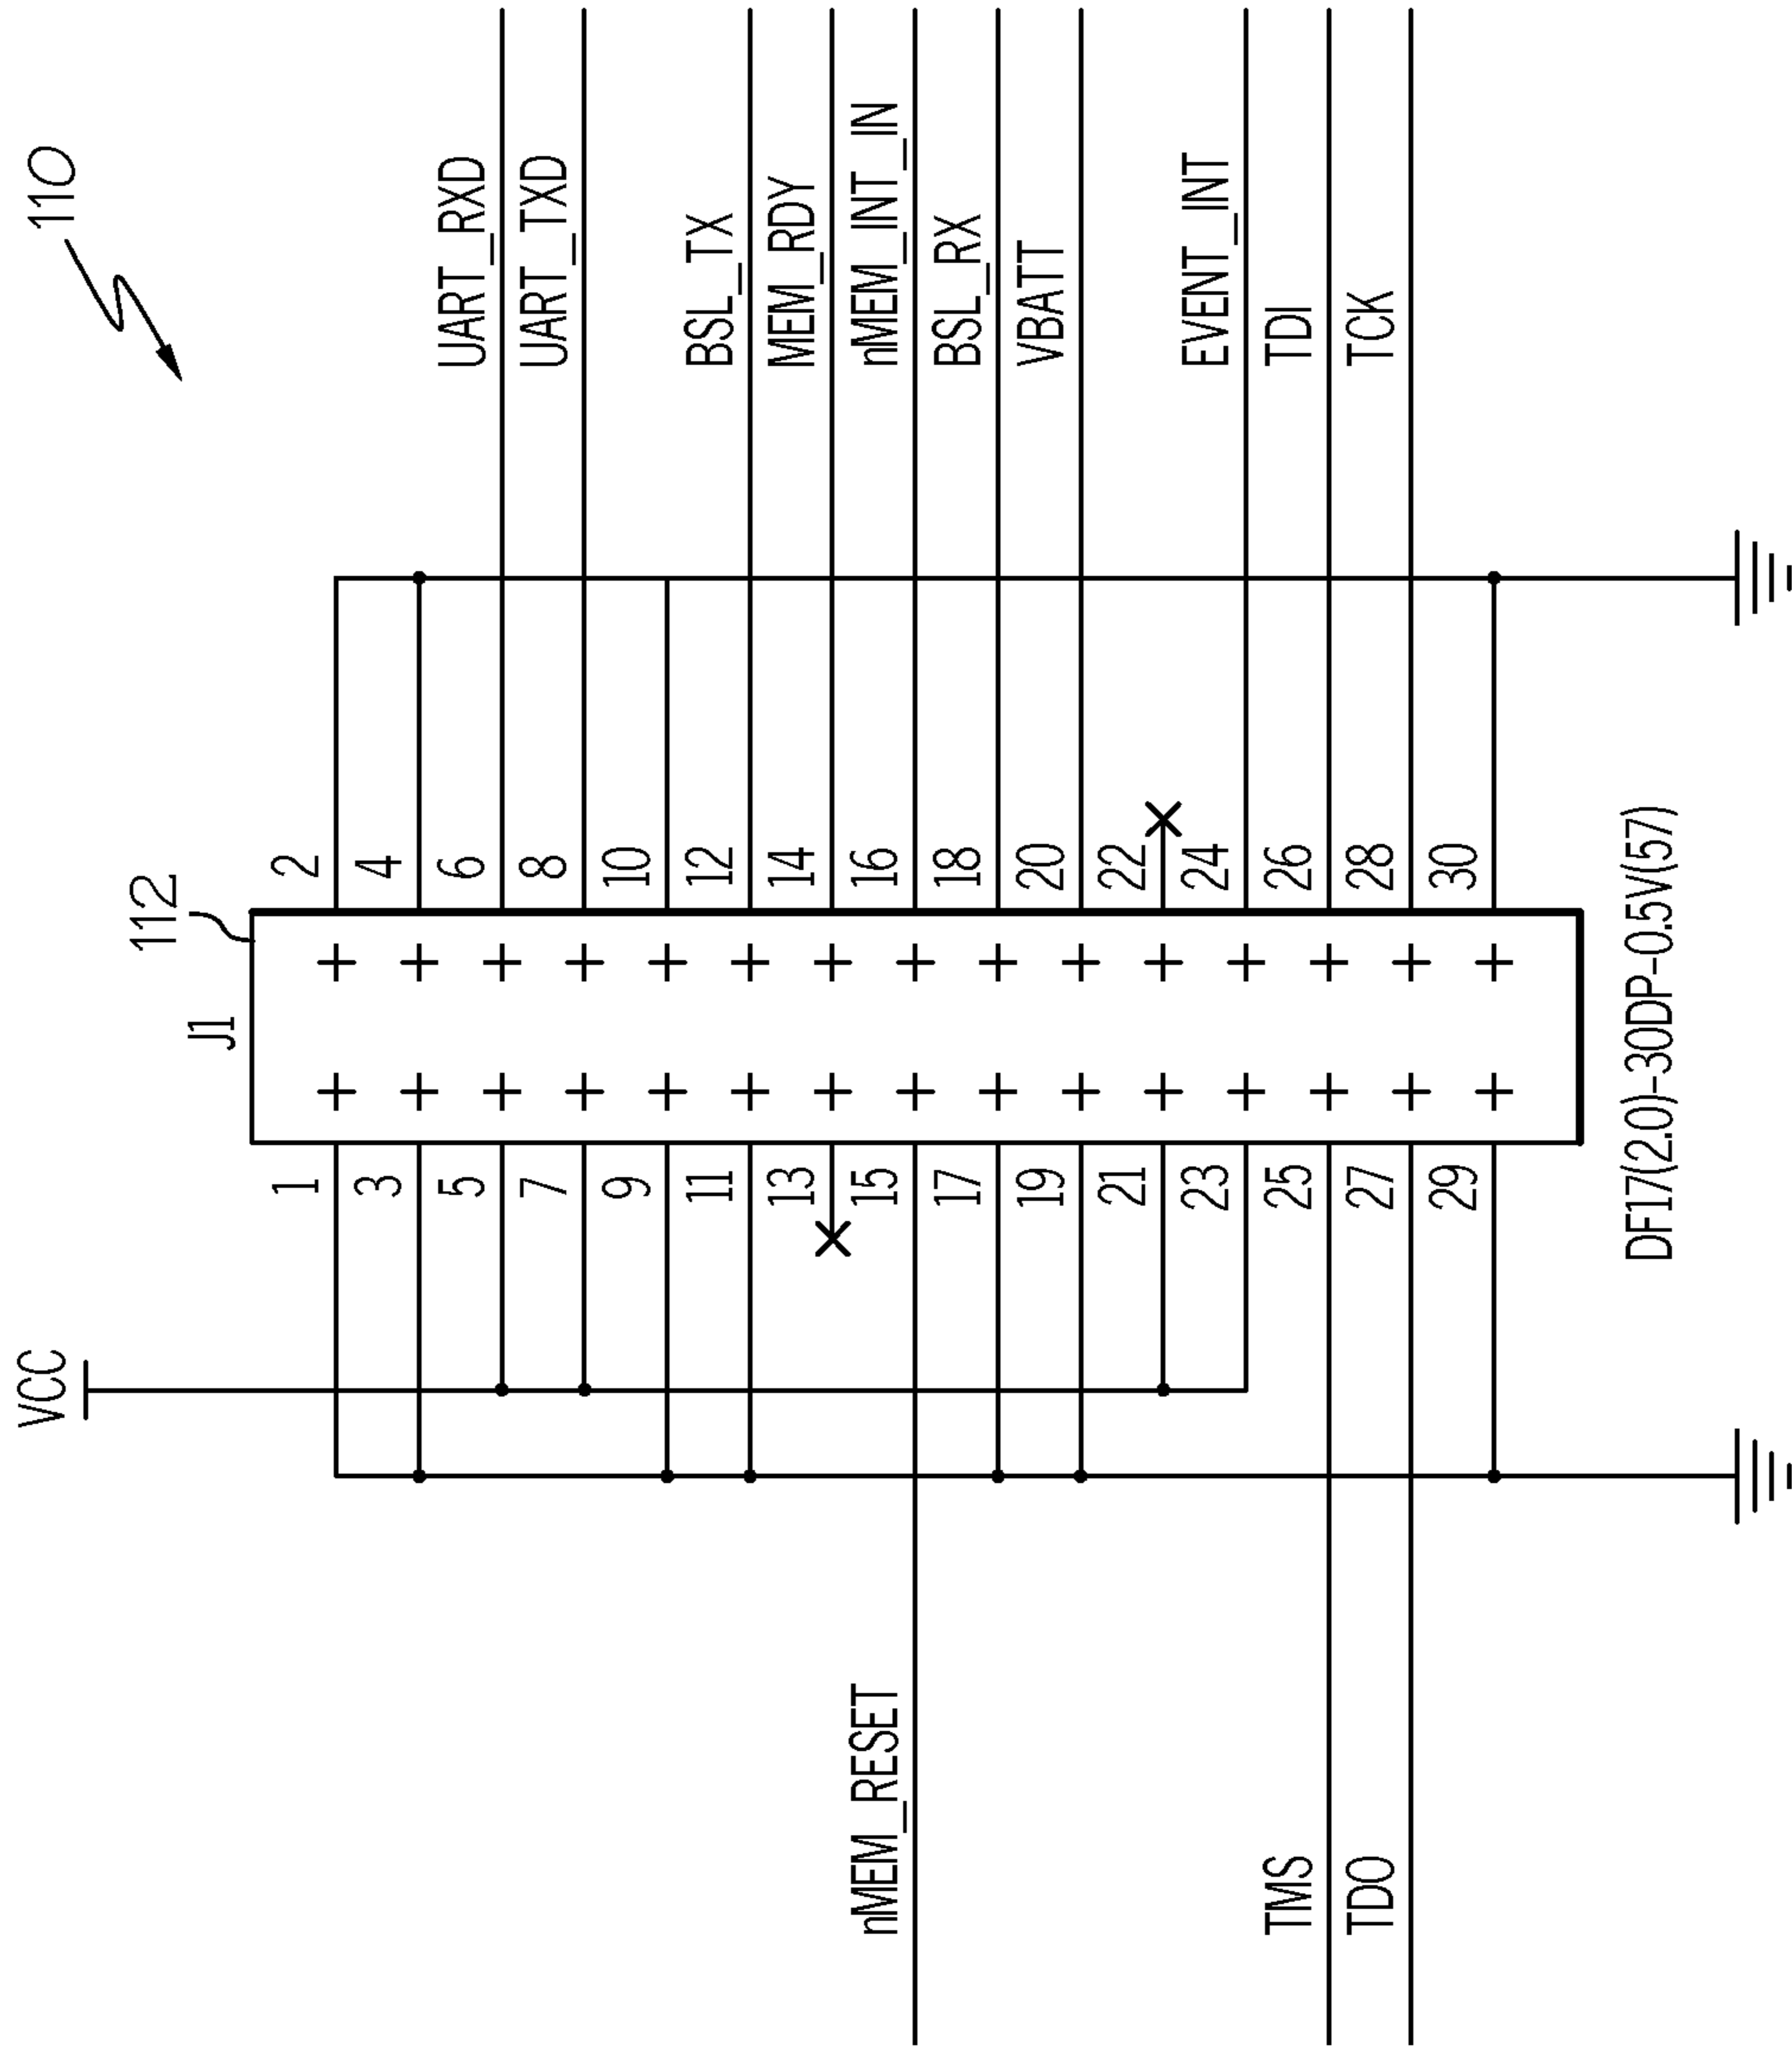 110
112
J1
VCC
1
3
5
7
9
11
13
15
17
19
21
23
25
27
29
2
4
6
8
10
12
14
16
18
20
22
24
26
28
30
nMEM_RESET
TMS
TDO
UART_RXD
UART_TXD
BSL_TX
MEM_RDY
nMEM_INT_IN
BSL_RX
VBATT
EVENT_INT
TDI
TCK
DF17(2.0)-30DP-0.5V(57)